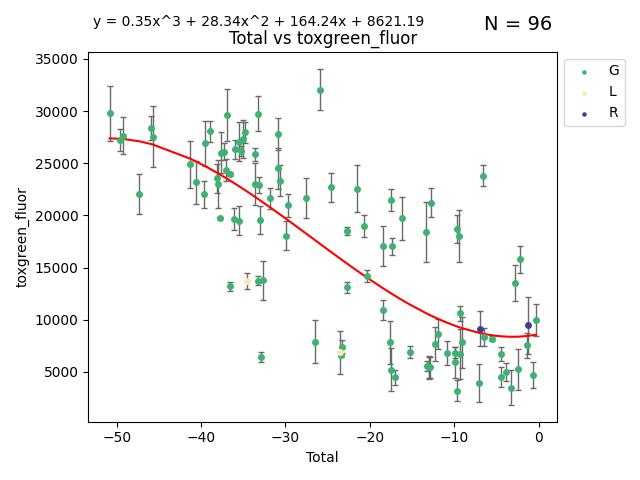 y = 0.35x^3 + 28.34x^2 + 164.24x + 8621.19
N = 96
Total vs toxgreen_fluor
35000
30000
25000
20000
15000
10000
5000
toxgreen_fluor
−50
−40
−30
−20
−10
0
Total
G
L
R